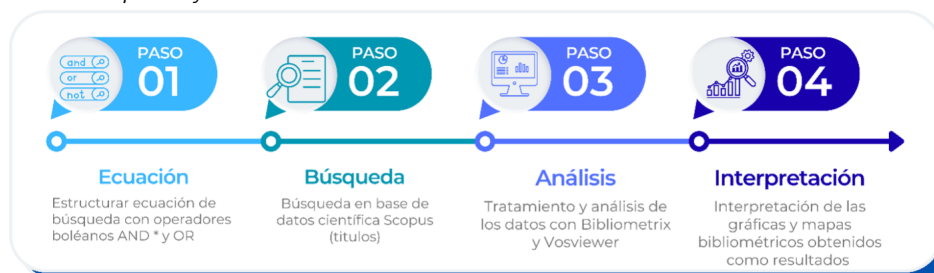 PASO
01
and
or
not
PASO
02
PASO
03
PASO
04
Ecuación
Estructurar ecuación de
búsqueda con operadores
boléanos AND * y OR
Búsqueda
Búsqueda en base de
datos científica Scopus
(titulos)
Análisis
Tratamiento y análisis de
los datos con Bibliometrix
y Vosviewer
Interpretación
Interpretación de las
gráficas y mapas
bibliométricos obtenidos
como resultados